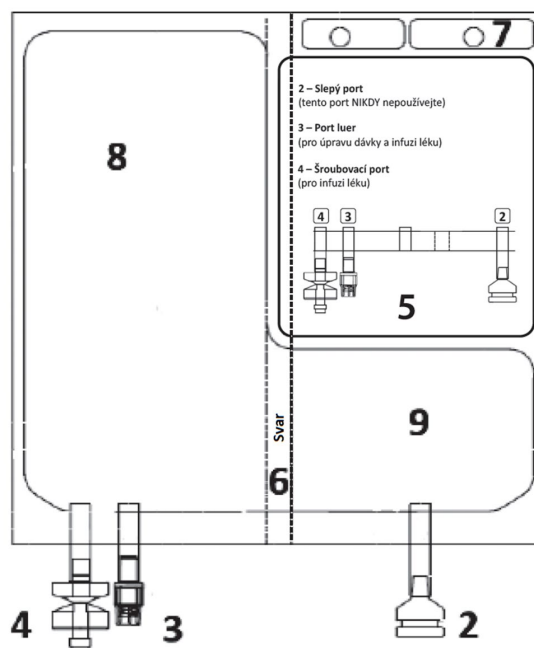 7
2 – Slepý port
(tento port NIKDY nepoužívejte)
3 – Port luer
(pro úpravu dávky a infuzi léku)
4 – Šroubovací port
(pro infuzi léku)
8
4 3 2
5
9
Svar
6
4 3 2